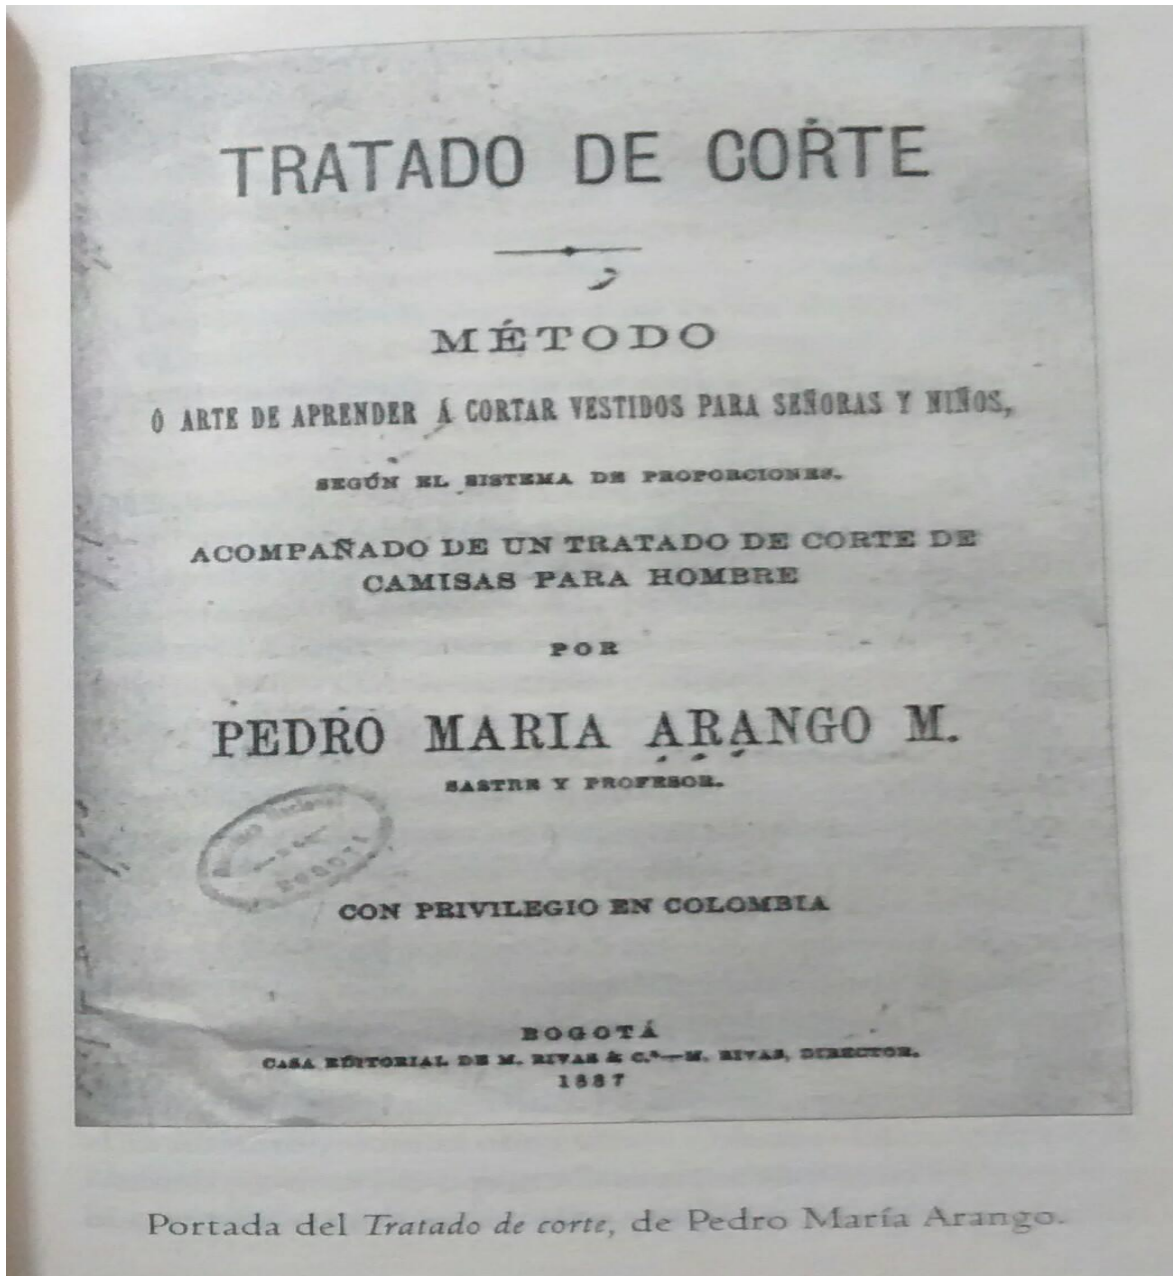 TRATADO DE CORTE
MÉTODO
Ó ARTE DE APRENDER Á CORTAR VESTIDOS PARA SEÑORAS Y NIÑOS,
SEGÚN EL SISTEMA DE PROPORCIONES.
ACOMPAÑADO DE UN TRATADO DE CORTE DE
CAMISAS PARA HOMBRE
POR
PEDRO MARIA ARANGO M.
SASTRE Y PROFESOR.
Nacional
BOGOTA
CON PRIVILEGIO EN COLOMBIA
BOGOTÁ
CASA EDITORIAL DE M. RIVAS & C.ª—M. RIVAS, DIRECTOR.
1887
Portada del Tratado de corte, de Pedro María Arango.